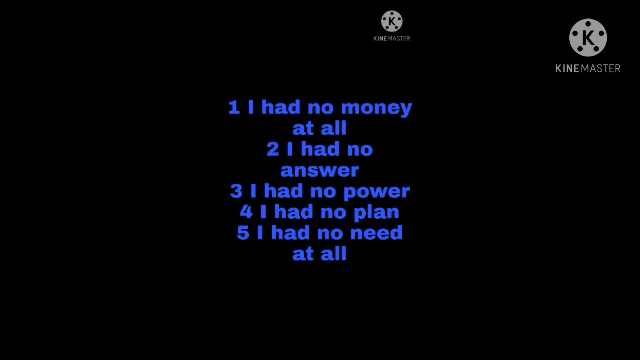 KINEMASTER
KINEMASTER
1 I had no money
at all
2 I had no
answer
3 I had no power
4 I had no plan
5 I had no need
at all